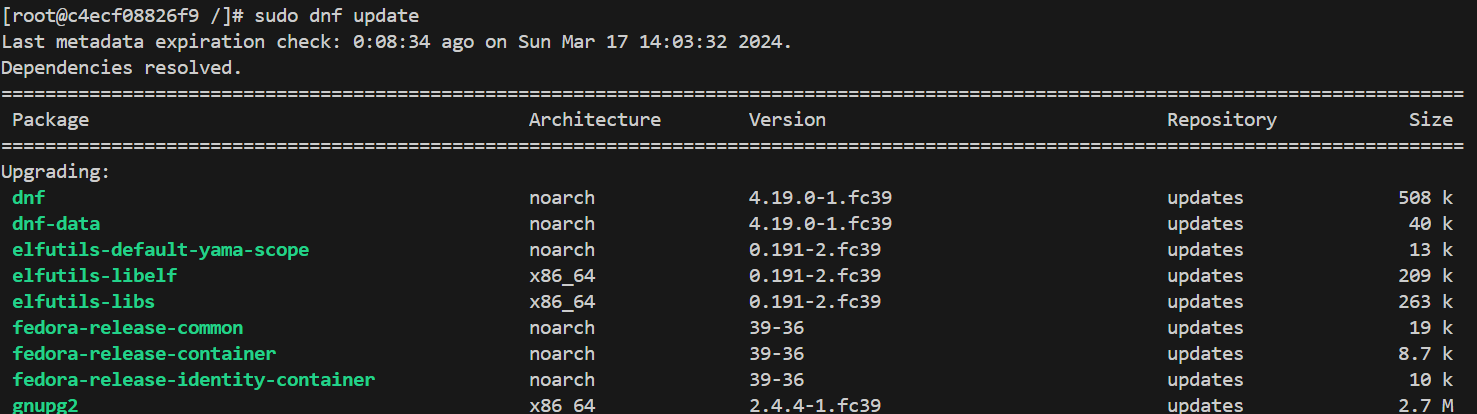 [root@c4ecf08826f9 /]# sudo dnf update
Last metadata expiration check: 0:08:34 ago on Sun Mar 17 14:03:32 2024.
Dependencies resolved.
=====================================================================================================================================
Package Architecture Version Repository Size
=====================================================================================================================================
Upgrading:
dnf noarch 4.19.0-1.fc39 updates 508 k
dnf-data noarch 4.19.0-1.fc39 updates 40 k
elfutils-default-yama-scope noarch 0.191-2.fc39 updates 13 k
elfutils-libelf x86_64 0.191-2.fc39 updates 209 k
elfutils-libs x86_64 0.191-2.fc39 updates 263 k
fedora-release-common noarch 39-36 updates 19 k
fedora-release-container noarch 39-36 updates 8.7 k
fedora-release-identity-container noarch 39-36 updates 10 k
gnupg2 x86_64 2.4.4-1.fc39 updates 2.7 M